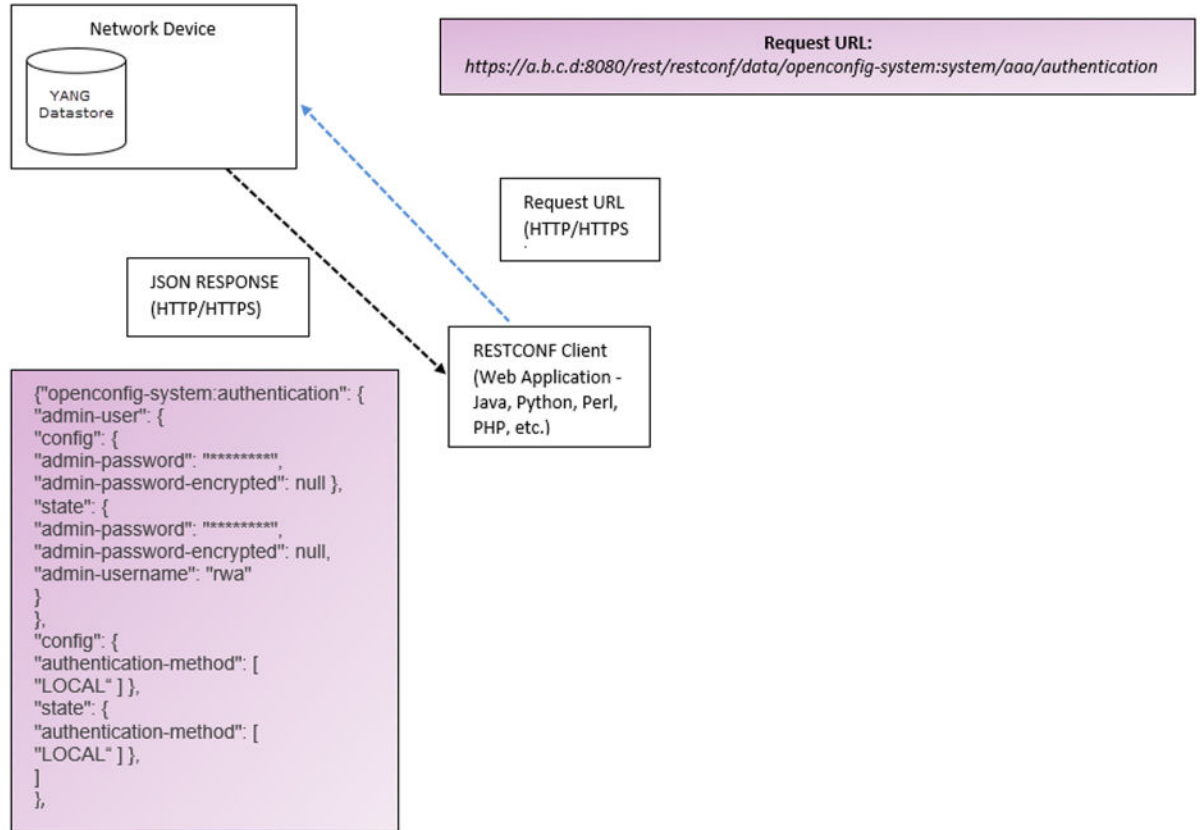 Network Device
YANG
Datastore
Request URL:
https://a.b.c.d:8080/rest/restconf/data/openconfig-system:system/aaa/authentication
Request URL
(HTTP/HTTPS
JSON RESPONSE
(HTTP/HTTPS)
RESTCONF Client
(Web Application -
Java, Python, Perl,
PHP, etc.)
{"openconfig-system:authentication": {
"admin-user": {
"config": {
"admin-password": "********",
"admin-password-encrypted": null },
"state": {
"admin-password": "********",
"admin-password-encrypted": null,
"admin-username": "rwa"
}
},
"config": {
"authentication-method": [
"LOCAL“ ] },
"state": {
"authentication-method": [
"LOCAL“ ] },
]
},